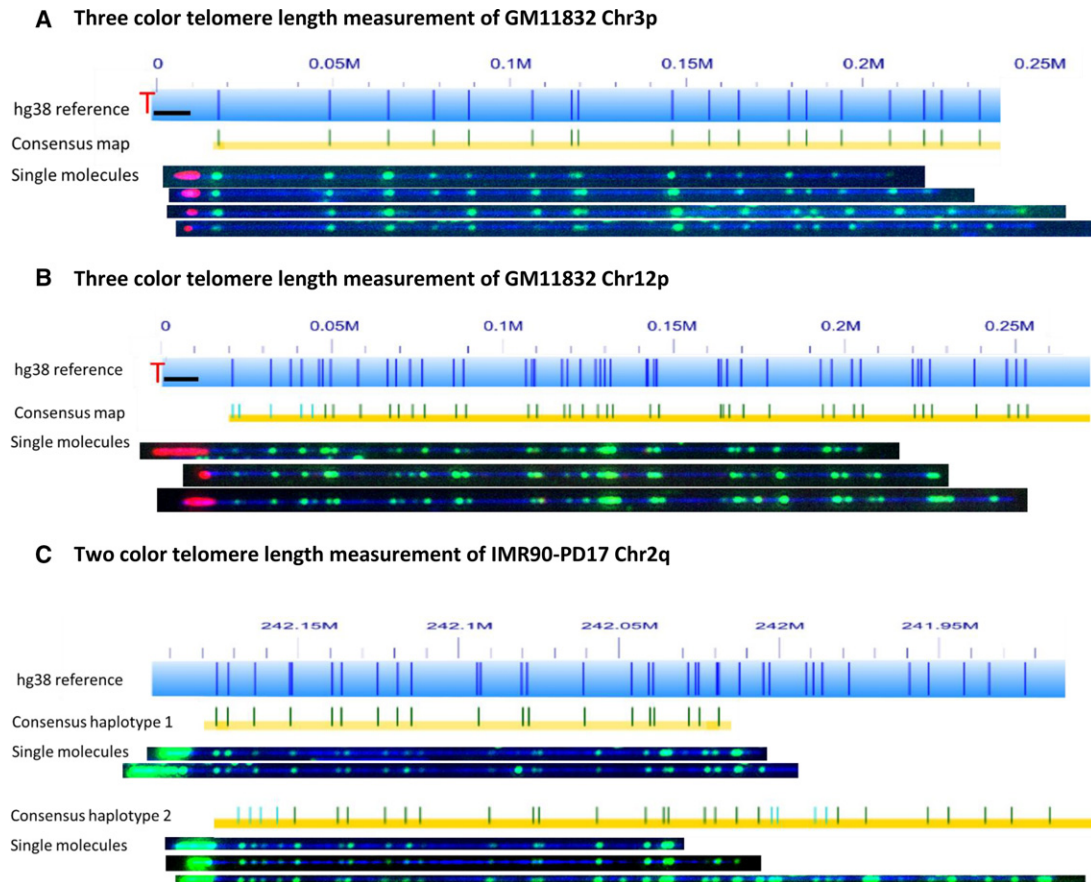 A Three color telomere length measurement of GM11832 Chr3p
0 0.05M 0.1M 0.15M 0.2M 0.25M
T
hg38 reference
Consensus map
Single molecules
B Three color telomere length measurement of GM11832 Chr12p
0 0.05M 0.1M 0.15M 0.2M 0.25M
T
hg38 reference
Consensus map
Single molecules
C Two color telomere length measurement of IMR90-PD17 Chr2q
242.15M 242.1M 242.05M 242M 241.95M
hg38 reference
Consensus haplotype 1
Single molecules
Consensus haplotype 2
Single molecules